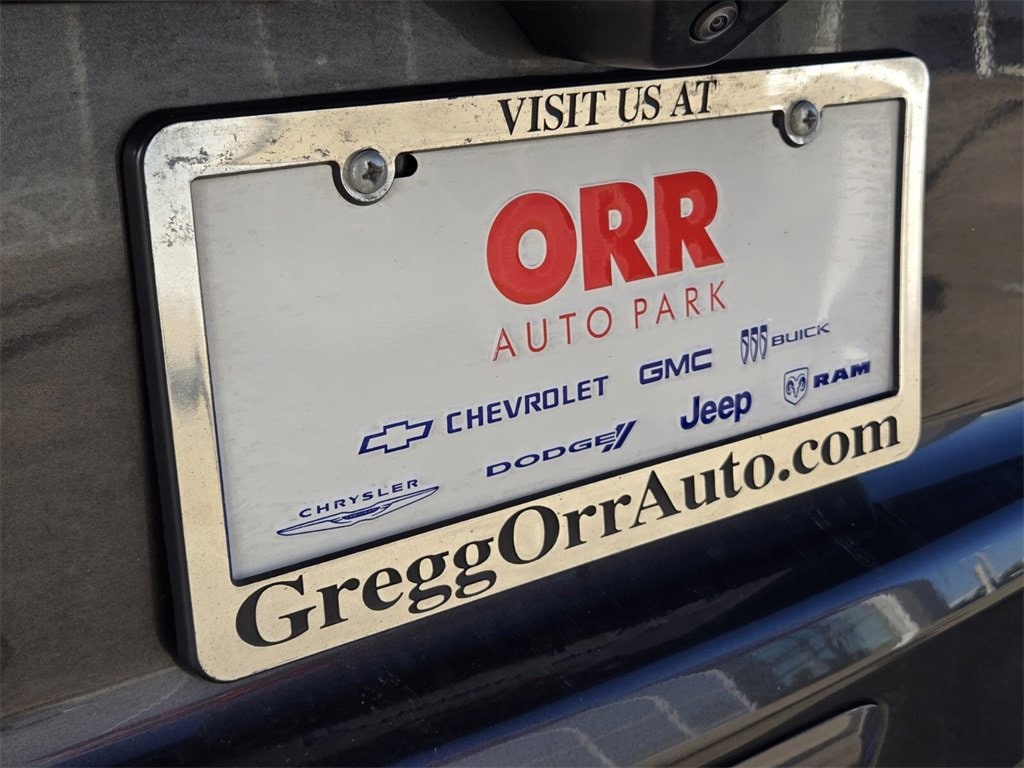 VISIT US AT
ORR
AUTO PARK
CHEVROLET GMC BUICK
CHRYSLER DODGE Jeep RAM
GreggOrrAuto.com